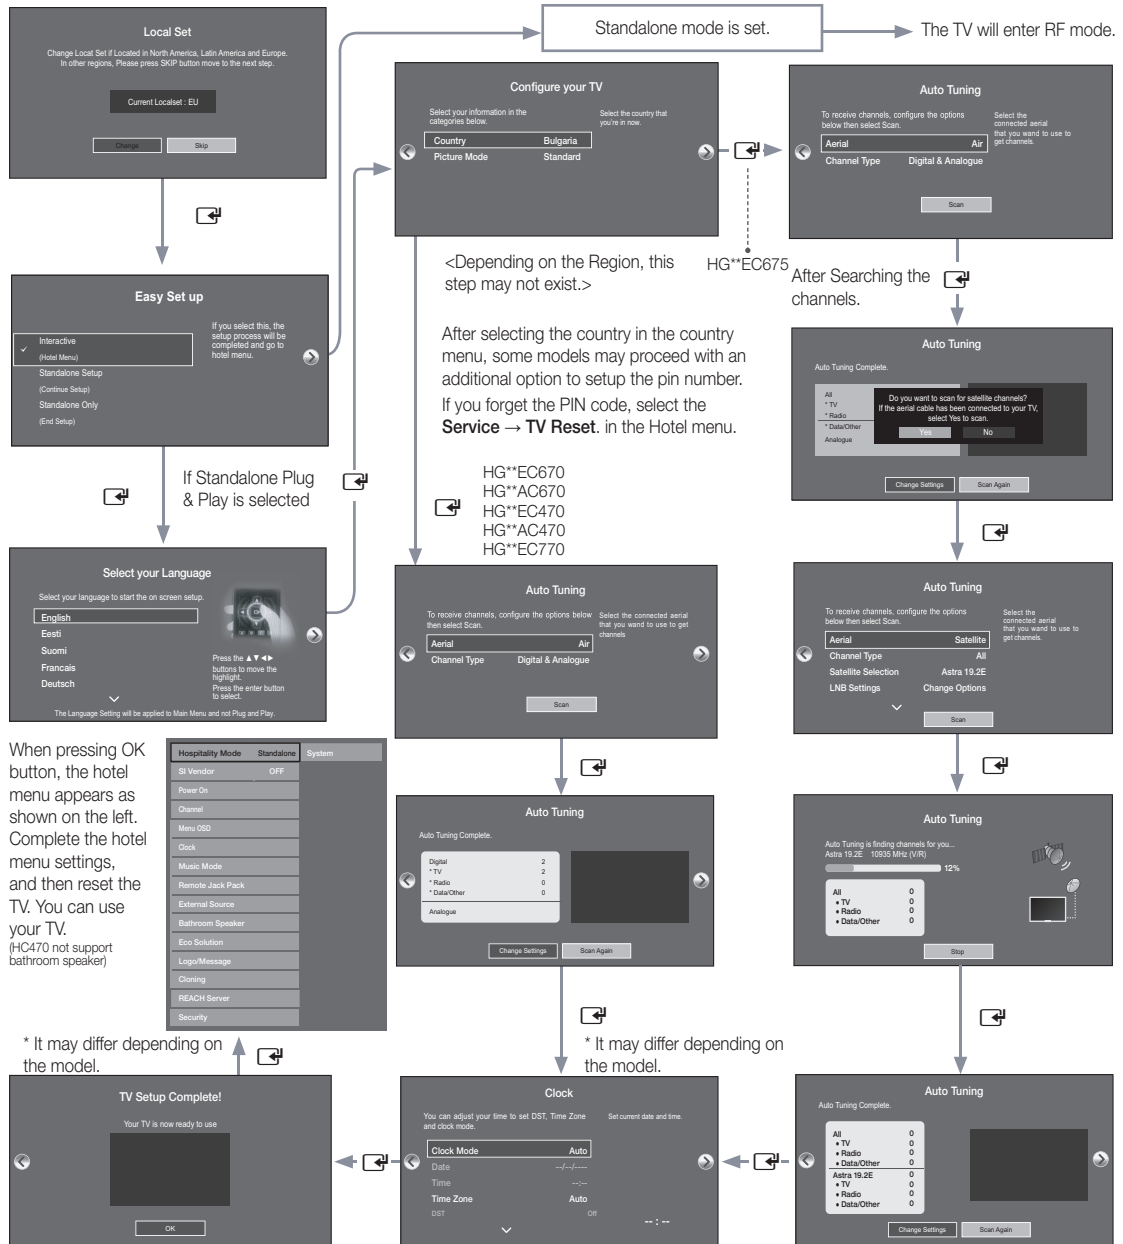 Local Set
Change Locat Set if Located in North America, Latin America and Europe.
In other regions, Please press SKIP button move to the next step.
Current Localset : EU
Change
Skip
Standalone mode is set.
The TV will enter RF mode.
Easy Set up
Interactive
(Hotel Menu)
Standalone Setup
(Continue Setup)
Standalone Only
(End Setup)
If you select this, the
setup process will be
completed and go to
hotel menu.
If Standalone Plug
& Play is selected
Select your Language
Select your language to start the on screen setup.
English
Eesti
Suomi
Francais
Deutsch
Press the ▲▼◄►
buttons to move the
highlight.
Press the enter button
to select.
The Language Setting will be applied to Main Menu and not Plug and Play.
Configure your TV
Select your information in the
categories below.
Select the country that
you're in now.
Country Bulgaria
Picture Mode Standard
HG**EC675
<Depending on the Region, this
step may not exist.>
After selecting the country in the country
menu, some models may proceed with an
additional option to setup the pin number.
If you forget the PIN code, select the
Service → TV Reset. in the Hotel menu.
HG**EC670
HG**AC670
HG**EC470
HG**AC470
HG**EC770
Auto Tuning
To receive channels, configure the options below
then select Scan.
Select the connected aerial
that you wand to use to get
channels
Aerial Air
Channel Type Digital & Analogue
Scan
Auto Tuning
Auto Tuning Complete.
Digital 2
* TV 2
* Radio 0
* Data/Other 0
Analogue
Change Settings
Scan Again
* It may differ depending on
the model.
Auto Tuning
To receive channels, configure the options
below then select Scan.
Select the
connected aerial
that you wand to use to
get channels.
Aerial Air
Channel Type Digital & Analogue
Scan
After Searching the
channels.
Auto Tuning
Auto Tuning Complete.
All
* TV
* Radio
* Data/Other
Analogue
Do you want to scan for satellite channels?
If the aerial cable has been connected to your TV,
select Yes to scan.
Yes
No
Change Settings
Scan Again
Auto Tuning
To receive channels, configure the options
below then select Scan.
Select the
connected aerial
that you wand to use to
get channels.
Aerial Satellite
Channel Type All
Satellite Selection Astra 19.2E
LNB Settings Change Options
Scan
Auto Tuning
Auto Tuning is finding channels for you...
Astra 19.2E 10935 MHz (V/R)
12%
All 0
• TV 0
• Radio 0
• Data/Other 0
Stop
Auto Tuning
Auto Tuning Complete.
All 0
• TV 0
• Radio 0
• Data/Other 0
Astra 19.2E 0
• TV 0
• Radio 0
• Data/Other 0
Change Settings
Scan Again
Clock
You can adjust your time to set DST, Time Zone
and clock mode.
Set current date and time.
Clock Mode Auto
Date --/--/----
Time --:--
Time Zone Auto
DST Off
-- : --
TV Setup Complete!
Your TV is now ready to use
OK
* It may differ depending on
the model.
When pressing OK
button, the hotel
menu appears as
shown on the left.
Complete the hotel
menu settings,
and then reset the
TV. You can use
your TV.
(HC470 not support
bathroom speaker)
Hospitality Mode Standalone
System
SI Vendor OFF
Power On
Channel
Menu OSD
Clock
Music Mode
Remote Jack Pack
External Source
Bathroom Speaker
Eco Solution
Logo/Message
Cloning
REACH Server
Security